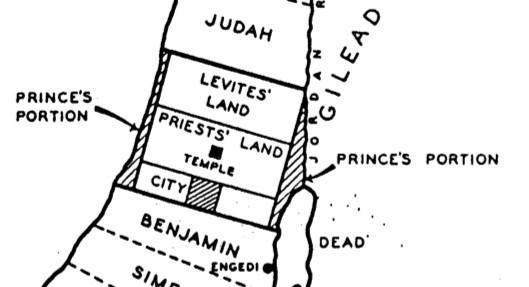 JUDAH
JORDAN R
GILEAD
LEVITES'
LAND
PRINCE'S
PORTION
PRIESTS' LAND
TEMPLE
PRINCE'S PORTION
CITY
BENJAMIN
DEAD
ENGEDI